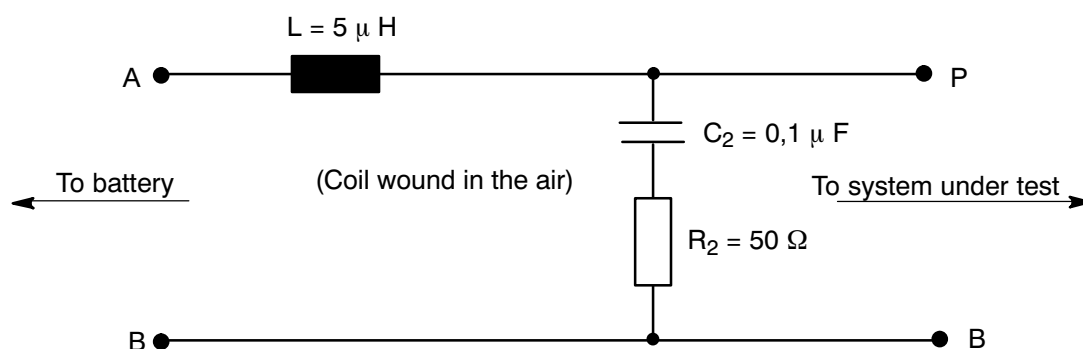 L = 5 μ H
A
P
C₂ = 0,1 μ F
To battery
(Coil wound in the air)
To system under test
R₂ = 50 Ω
B
B